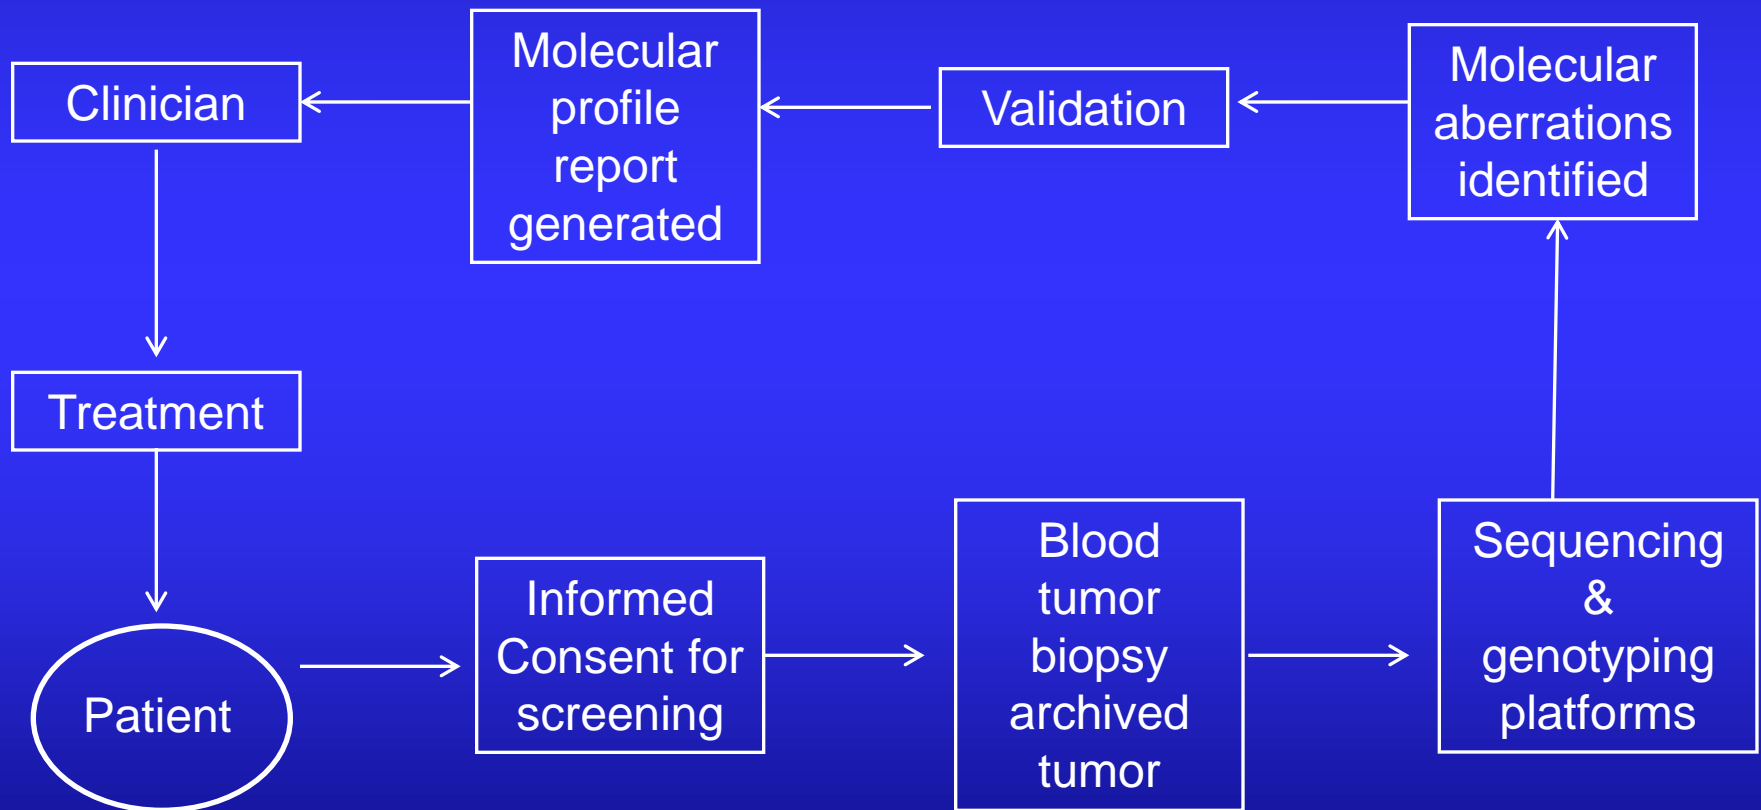 Clinician
Molecular
profile
report
generated
Validation
Molecular
aberrations
identified
Treatment
Patient
Informed
Consent for
screening
Blood
tumor
biopsy
archived
tumor
Sequencing
&
genotyping
platforms